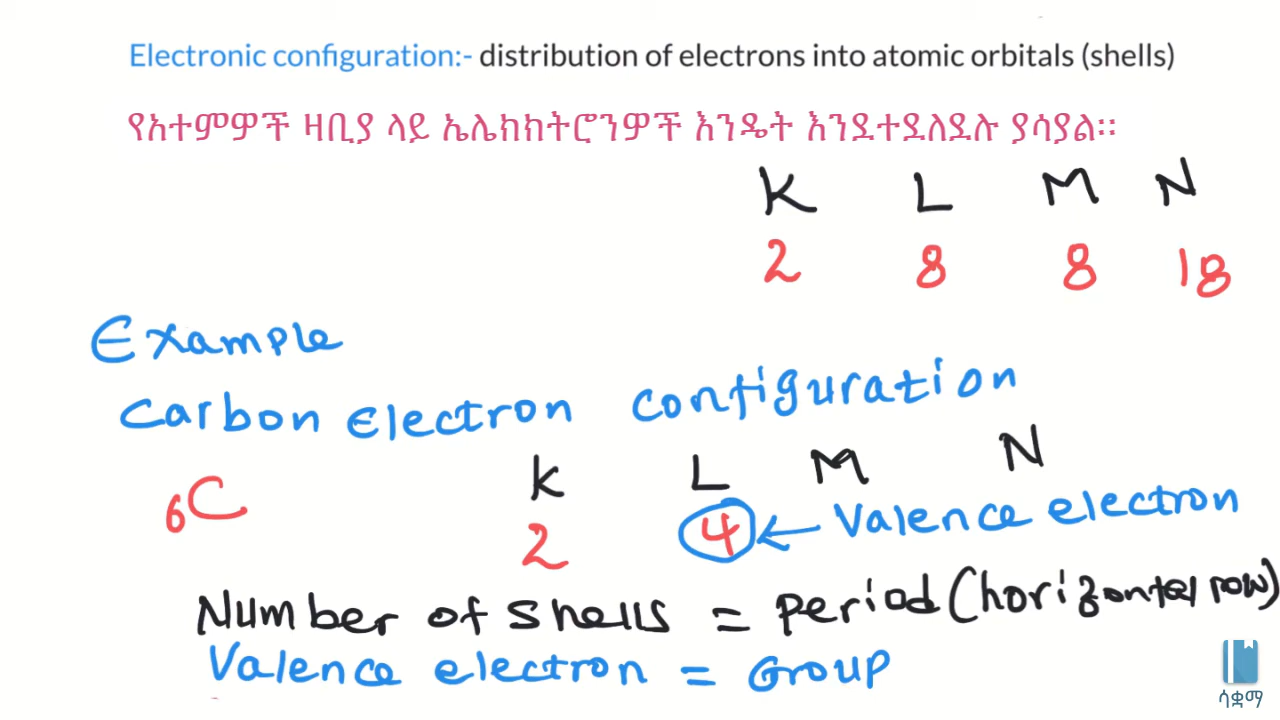 Electronic configuration:- distribution of electrons into atomic orbitals (shells)
የአተምዎች ዛቢያ ላይ ኤሌክክትሮንዎች እንዴት እንደተደለደሉ ያሳያል፡፡
K L M N
2 8 8 18
Example
Carbon Electron configuration
K L M N
6C 2 4 ← Valence electron
Number of shells = period (horizontal row)
Valence electron = Group
ሳቋማ